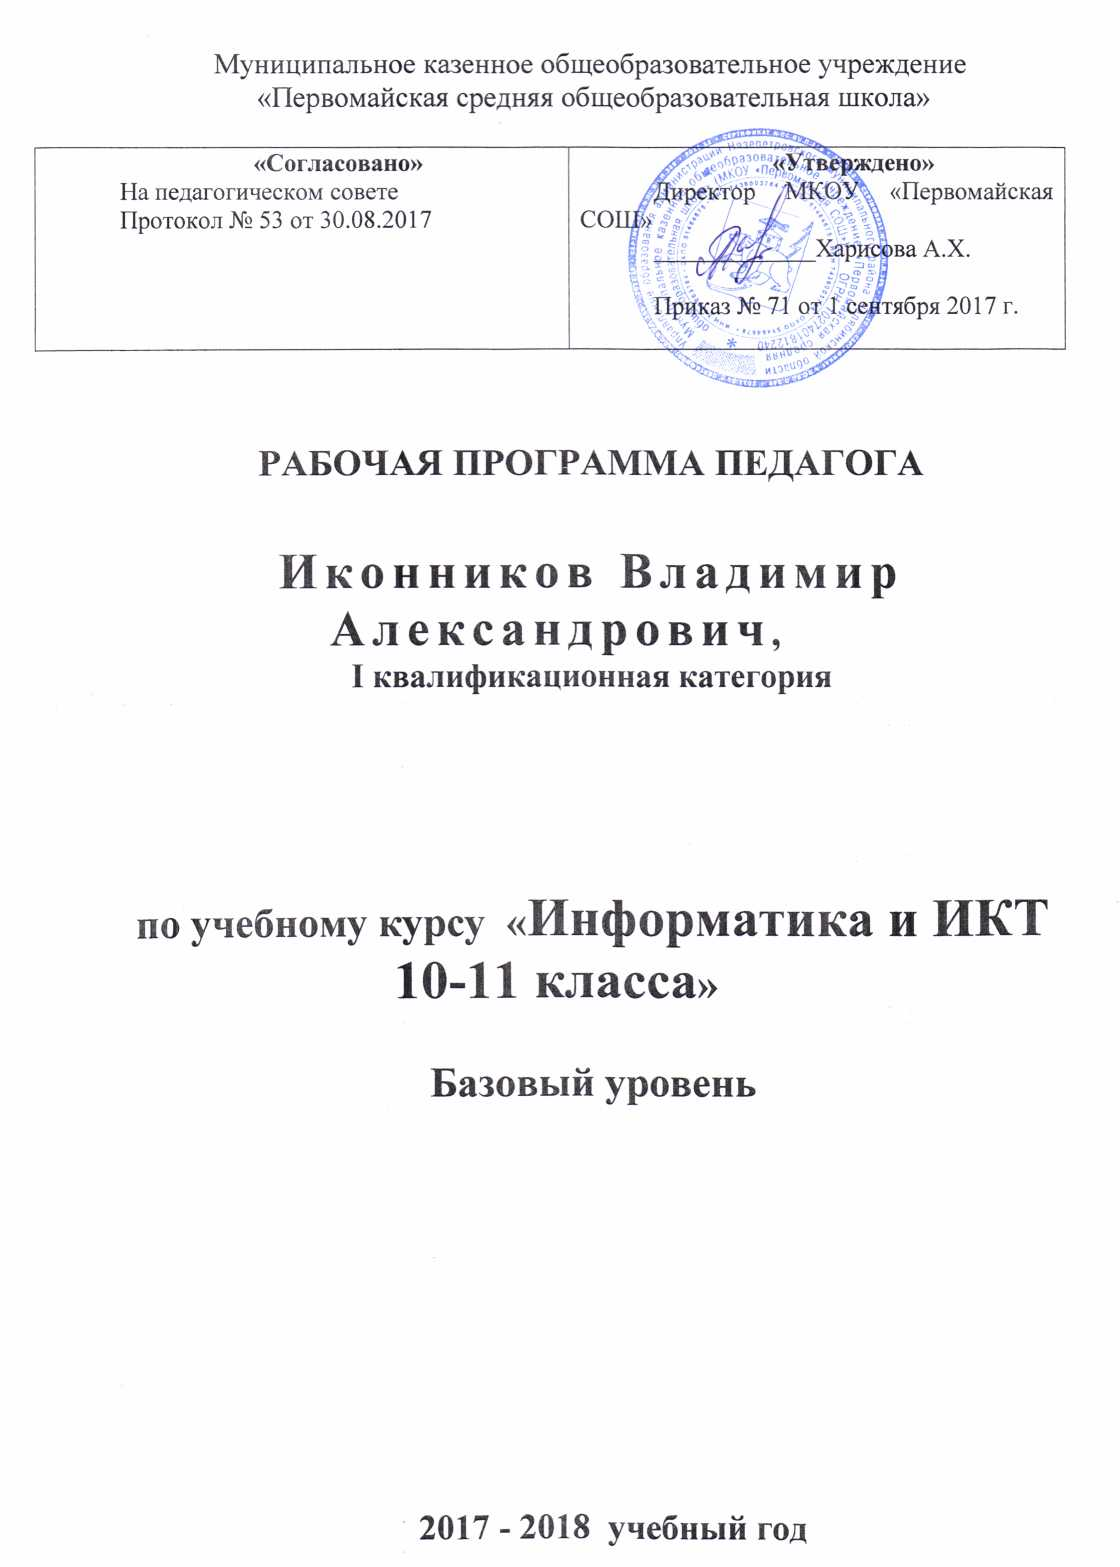 Муниципальное казенное общеобразовательное учреждение
«Первомайская средняя общеобразовательная школа»
«Согласовано»
На педагогическом совете
Протокол № 53 от 30.08.2017
«Утверждено»
Директор МКОУ «Первомайская
СОШ»
Харисова А.Х.
Приказ № 71 от 1 сентября 2017 г.
РАБОЧАЯ ПРОГРАММА ПЕДАГОГА
Иконников Владимир
Александрович,
I квалификационная категория
по учебному курсу «Информатика и ИКТ
10-11 класса»
Базовый уровень
2017 - 2018 учебный год